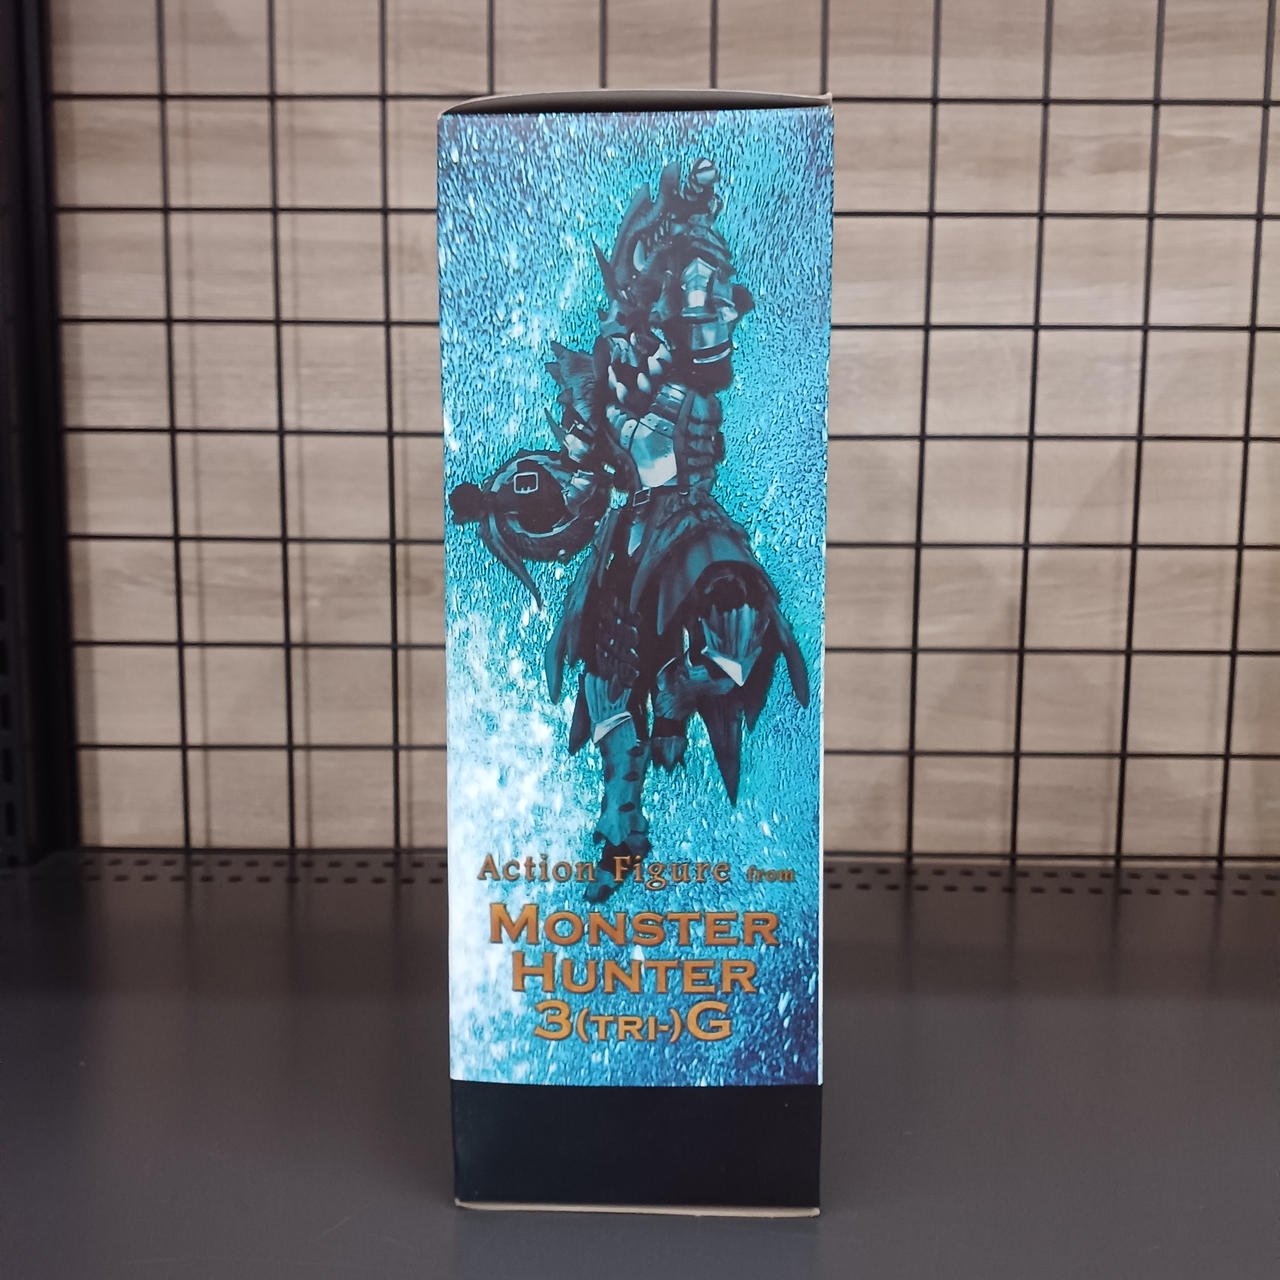 Action Figure from
MONSTER
HUNTER
3(TRI-)G